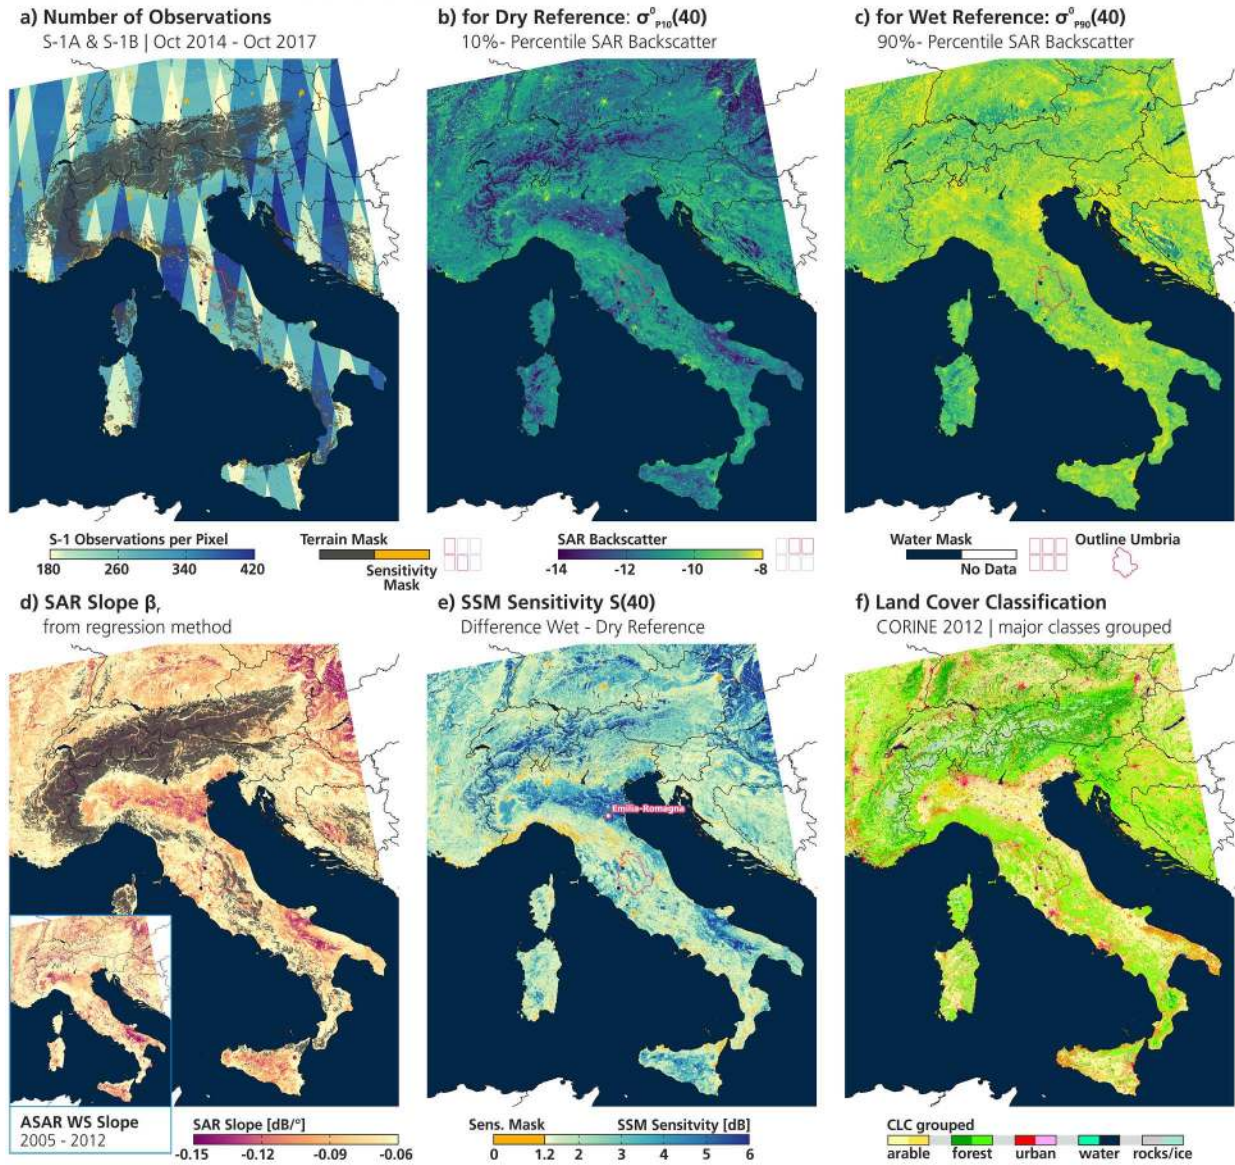 a) Number of Observations
S-1A & S-1B | Oct 2014 - Oct 2017
b) for Dry Reference: σ⁰P10(40)
10%- Percentile SAR Backscatter
c) for Wet Reference: σ⁰P90(40)
90%- Percentile SAR Backscatter
S-1 Observations per Pixel
180 260 340 420
Terrain Mask
Sensitivity
Mask
SAR Backscatter
-14 -12 -10 -8
Water Mask
No Data
Outline Umbria
d) SAR Slope β,
from regression method
e) SSM Sensitivity S(40)
Difference Wet - Dry Reference
f) Land Cover Classification
CORINE 2012 | major classes grouped
Emilia-Romagna
ASAR WS Slope
2005 - 2012
SAR Slope [dB/°]
-0.15 -0.12 -0.09 -0.06
Sens. Mask SSM Sensitvity [dB]
0 1.2 2 3 4 5 6
CLC grouped
arable forest urban water rocks/ice